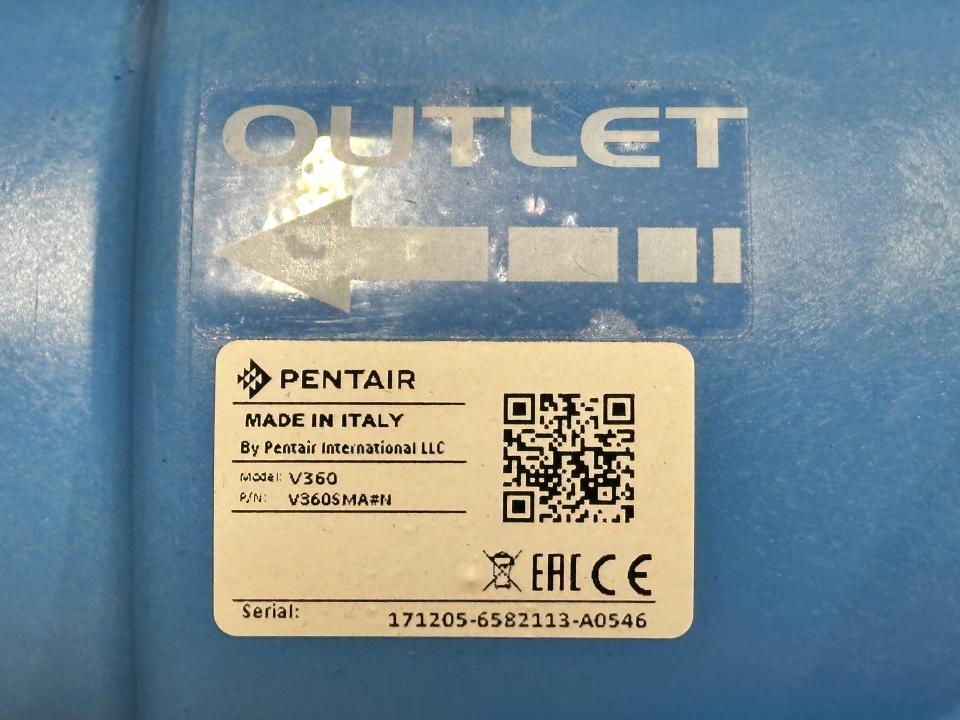 OUTLET
PENTAIR
MADE IN ITALY
By Pentair International LLC
Model: V360
P/N: V360SMA#N
EAC CE
Serial: 171205-6582113-A0546